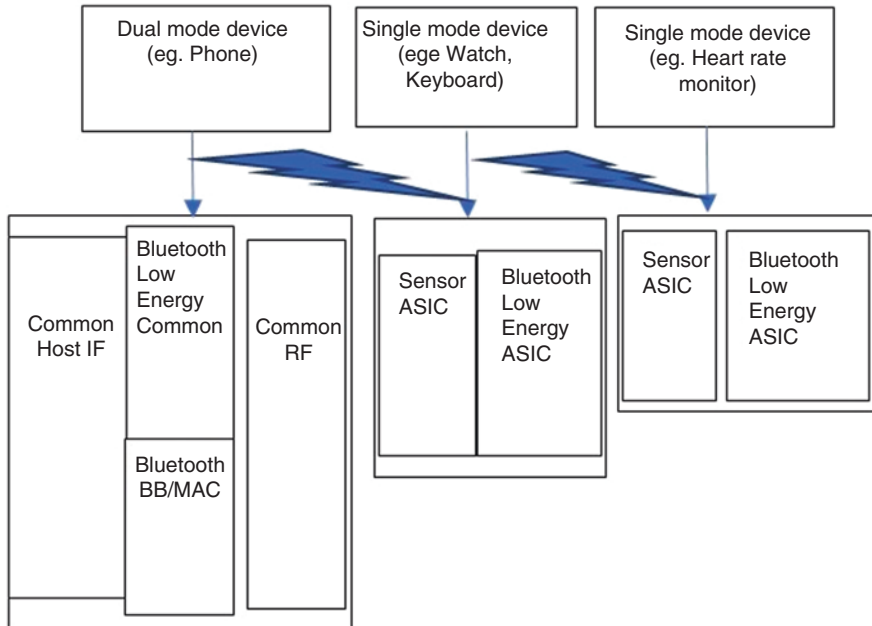 Dual mode device
(eg. Phone)
Single mode device
(ege Watch,
Keyboard)
Single mode device
(eg. Heart rate
monitor)
Common
Host IF
Bluetooth
Low
Energy
Common
Bluetooth
BB/MAC
Common
RF
Sensor
ASIC
Bluetooth
Low
Energy
ASIC
Sensor
ASIC
Bluetooth
Low
Energy
ASIC